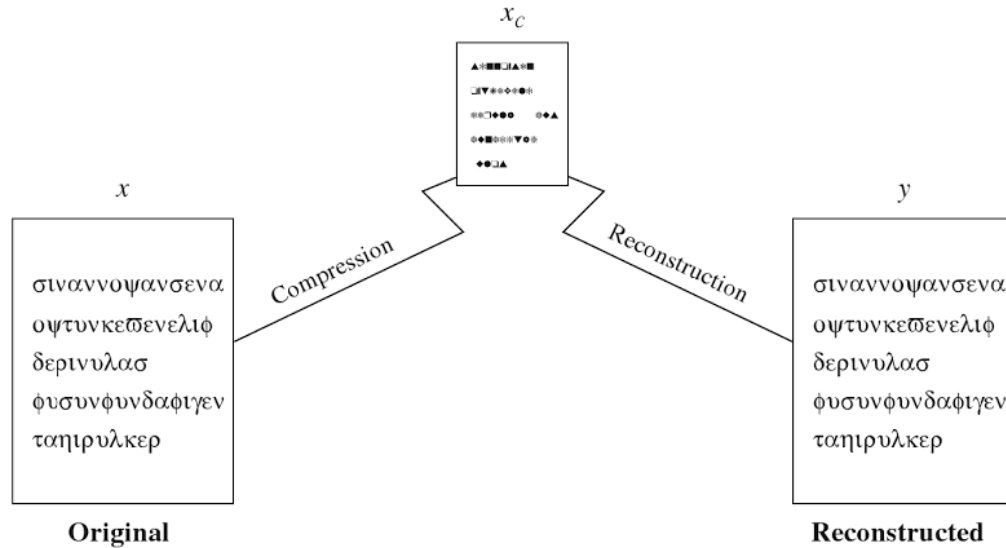 x_C
▲✻■■❑❙▲✻■
❑❙▼✴✵✤✵●✻
x
y
Compression
Reconstruction
σιναννοψανσενα
οψτυνκεϖενελιφ
δερινυλασ
φυσυνφυνδαφιγεν
ταηιρυλκερ
σιναννοψανσενα
οψτυνκεϖενελιφ
δερινυλασ
φυσυνφυνδαφιγεν
ταηιρυλκερ
Original
Reconstructed